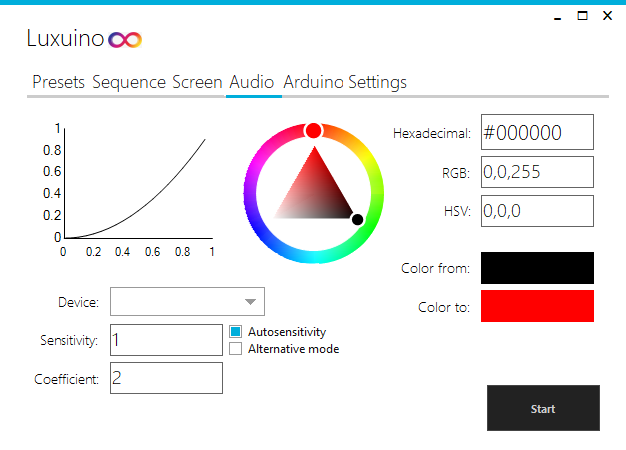 Luxuino
Presets Sequence Screen Audio Arduino Settings
1
0.8
0.6
0.4
0.2
0
0 0.2 0.4 0.6 0.8 1
Hexadecimal: #000000
RGB: 0,0,255
HSV: 0,0,0
Color from:
Color to:
Device:
Sensitivity: 1
Autosensitivity
Alternative mode
Coefficient: 2
Start